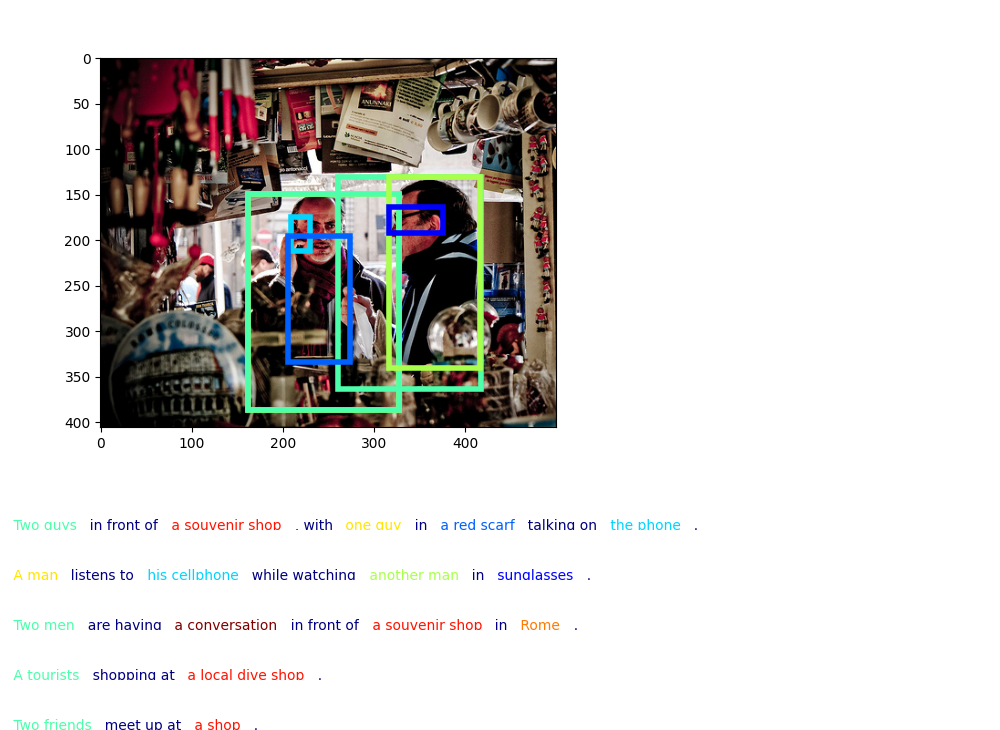 0
50
100
150
200
250
300
350
400
0 100 200 300 400
ANUNNAKI
Two guys in front of a souvenir shop , with one guy in a red scarf talking on the phone .
A man listens to his cellphone while watching another man in sunglasses .
Two men are having a conversation in front of a souvenir shop in Rome .
A tourists shopping at a local dive shop .
Two friends meet up at a shop .